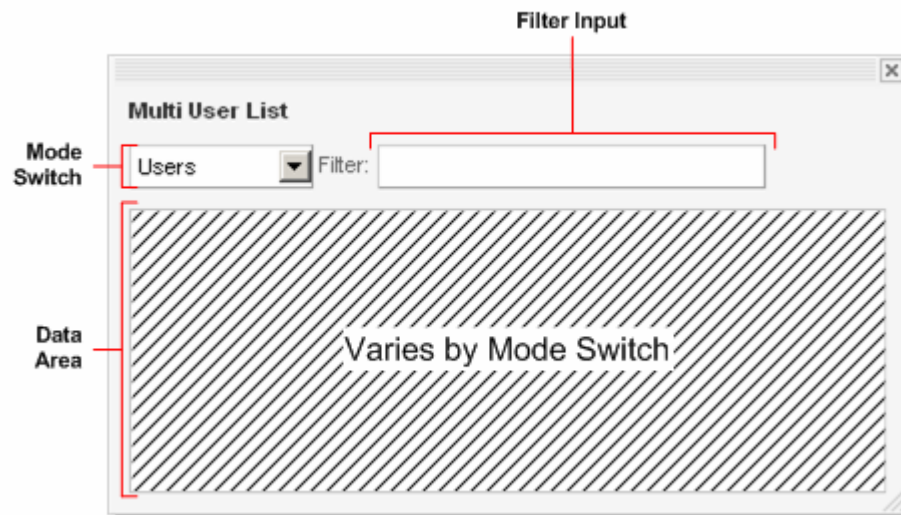 Filter Input
Multi User List
Mode
Switch
Users
Filter:
Data
Area
Varies by Mode Switch